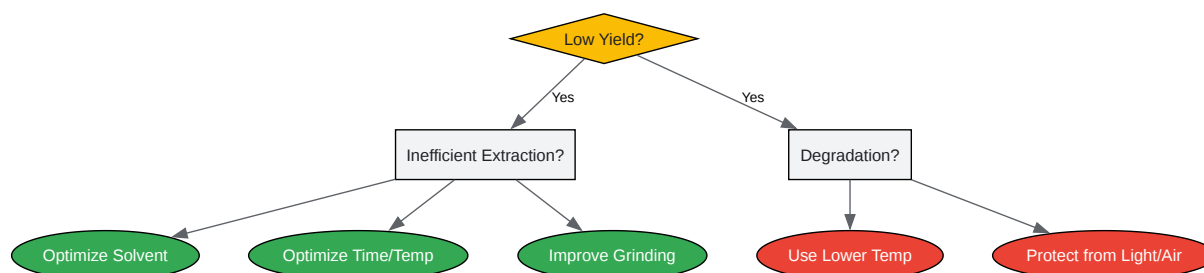 Low Yield?
Yes
Yes
Inefficient Extraction?
Degradation?
Optimize Solvent
Optimize Time/Temp
Improve Grinding
Use Lower Temp
Protect from Light/Air